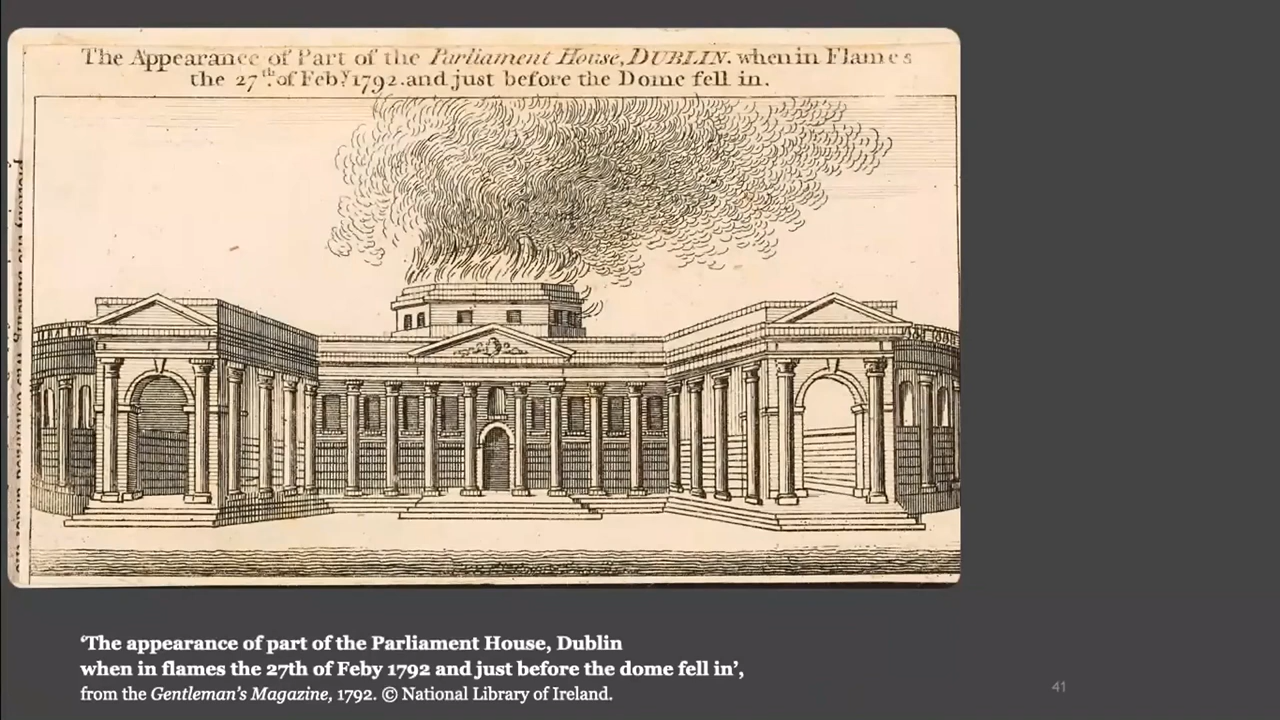 The Appearance of Part of the Parliament House, DUBLIN. when in Flames
the 27th. of Feby. 1792. and just before the Dome fell in.
‘The appearance of part of the Parliament House, Dublin
when in flames the 27th of Feby 1792 and just before the dome fell in’,
from the Gentleman’s Magazine, 1792. © National Library of Ireland.
41